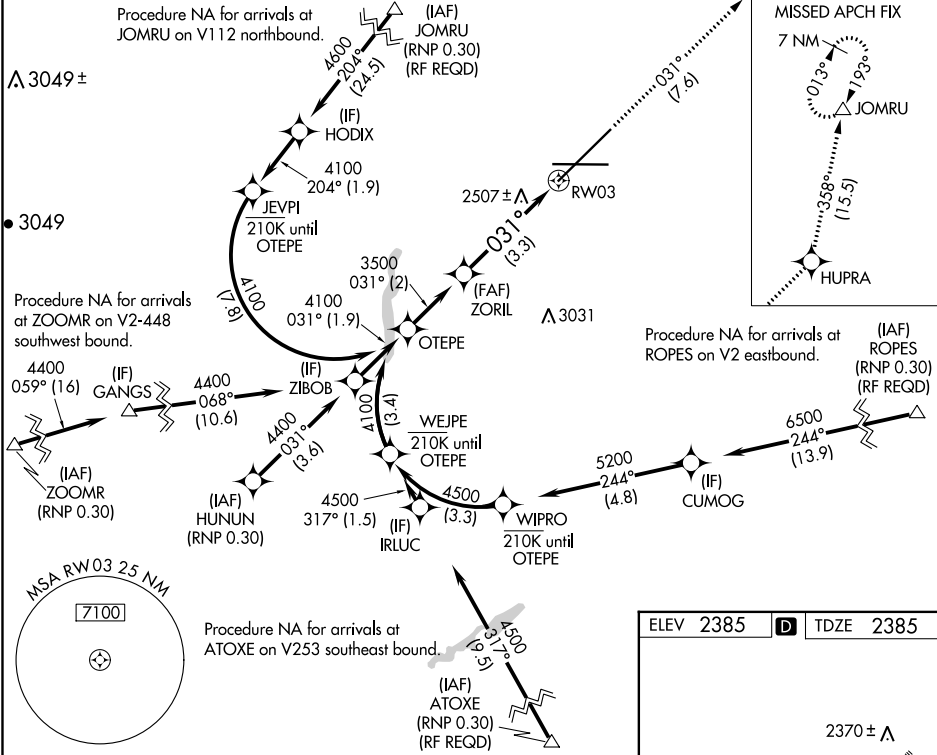 Procedure NA for arrivals at
JOMRU on V112 northbound.
(IAF)
JOMRU
(RNP 0.30)
(RF REQD)
4600
204°
(24.5)
3049 ±
(IF)
HODIX
4100
204° (1.9)
JEVPI
210K until
OTEPE
4100
(7.8)
3049
031°
(7.6)
MISSED APCH FIX
7 NM
013°
193°
JOMRU
358°
(15.5)
HUPRA
2507 ±
RW03
031°
(3.3)
3500
031° (2)
(FAF)
ZORIL
4100
031° (1.9)
OTEPE
3031
Procedure NA for arrivals
at ZOOMR on V2-448
southwest bound.
4400
059° (16)
(IF)
GANGS
4400
068°
(10.6)
(IF)
ZIBOB
(IAF)
ZOOMR
(RNP 0.30)
4400
031°
(3.6)
(IAF)
HUNUN
(RNP 0.30)
4100
(3.4)
WEJPE
210K until
OTEPE
4500
317° (1.5)
(IF)
IRLUC
4500
(3.3)
WIPRO
210K until
OTEPE
5200
244°
(4.8)
(IF)
CUMOG
6500
244°
(13.9)
Procedure NA for arrivals at
ROPES on V2 eastbound.
(IAF)
ROPES
(RNP 0.30)
(RF REQD)
MSA RW03 25 NM
7100
Procedure NA for arrivals at
ATOXE on V253 southeast bound.
4500
317°
(9.5)
(IAF)
ATOXE
(RNP 0.30)
(RF REQD)
ELEV 2385 D TDZE 2385
2370 ±